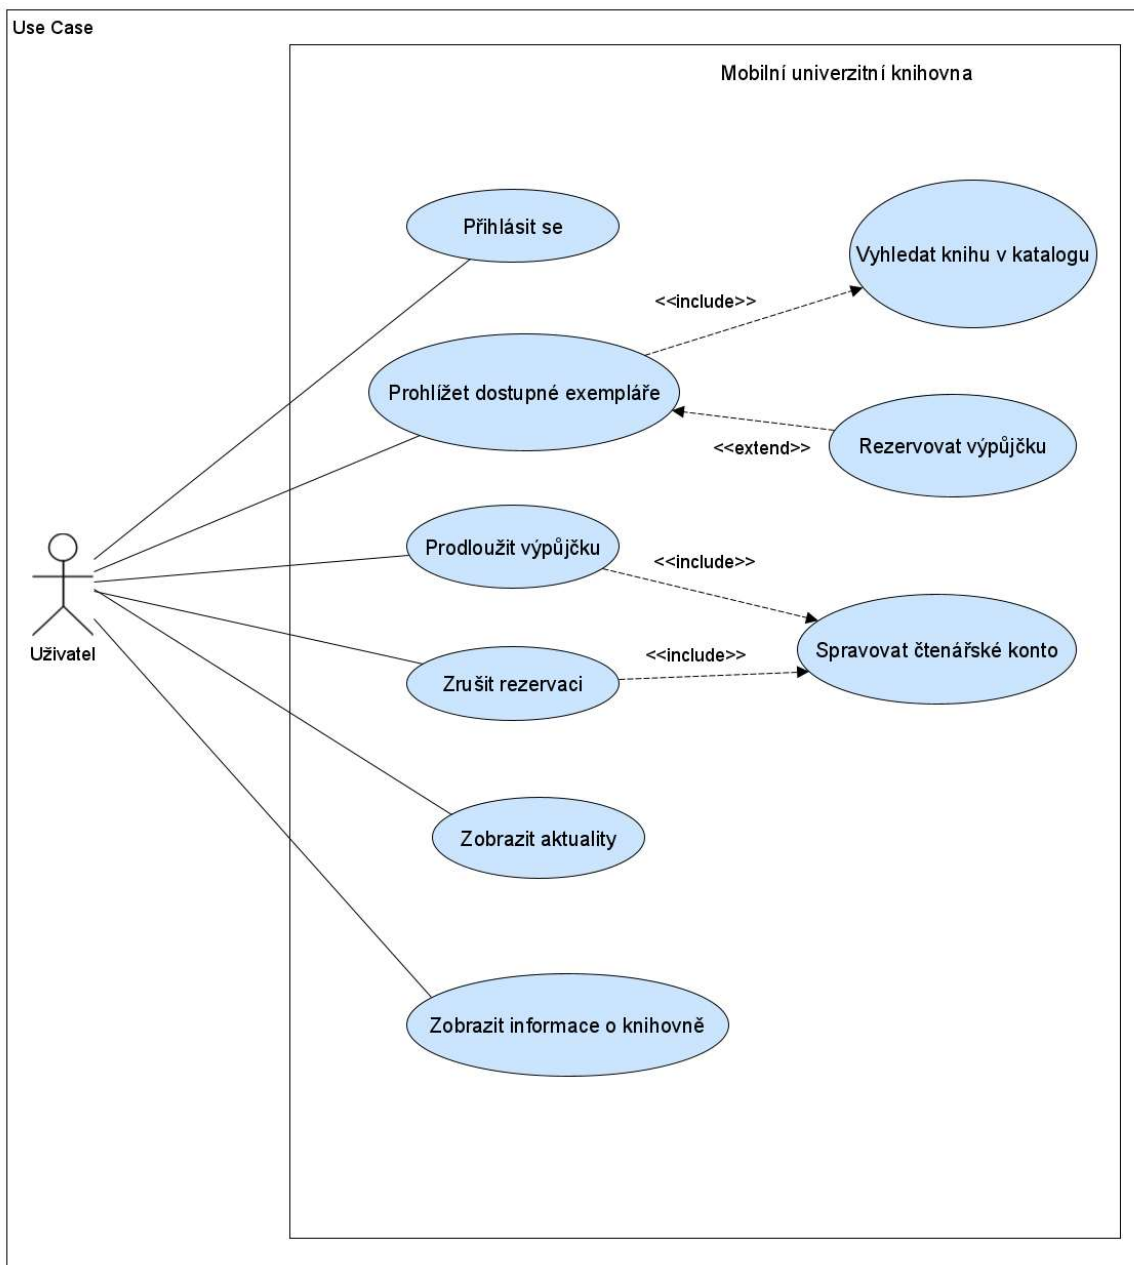 Use Case
Mobilní univerzitní knihovna
Přihlásit se
Vyhledat knihu v katalogu
<<include>>
Prohlížet dostupné exempláře
<<extend>>
Rezervovat výpůjčku
Prodloužit výpůjčku
<<include>>
Uživatel
<<include>>
Spravovat čtenářské konto
Zrušit rezervaci
Zobrazit aktuality
Zobrazit informace o knihovně